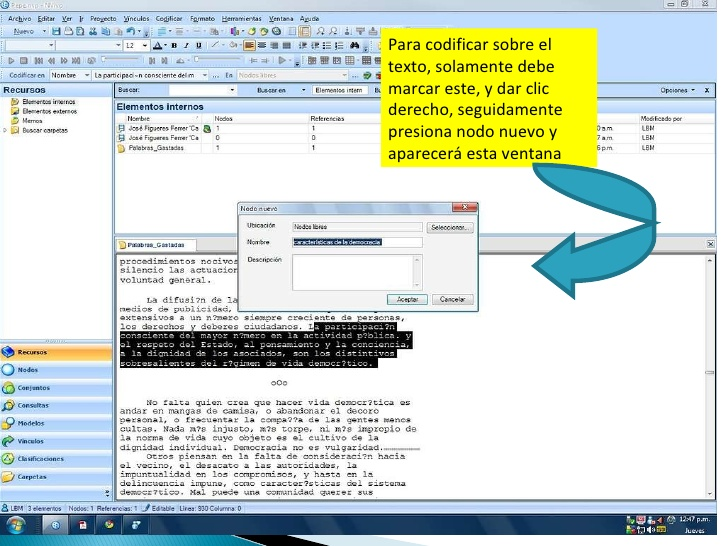 Archivo Editar Ver Ir Proyecto Vínculos Codificar Formato Herramientas Ventana Ayuda
Nuevo
12 A B I U
Codificar en Nombre La participaci¬n consciente delim En Nodos libres
Para codificar sobre el
texto, solamente debe
marcar este, y dar clic
derecho, seguidamente
presiona nodo nuevo y
aparecerá esta ventana
Recursos
Buscar: Buscar en Elementos intern Opciones X
Elementos internos
Elementos externos
Memos
Buscar carpetas
Elementos internos
Nombre Nodos Referencias Modificado por
José Figueres Ferrer 'Ca 1 1 LBM
José Figueres Ferrer 'Ca 0 0 LBM
Palabras_Gastadas 1 1 LBM
Nodo nuevo
Ubicación Nodos libres Seleccionar...
Nombre características de la democracia
Descripción
Aceptar Cancelar
Palabras_Gastadas
procedimientos nocivos
silencio las actuacion
voluntad general.
La difusi?n de la
medios de publicidad,
extensivos a un n?mero siempre creciente de personas,
los derechos y deberes ciudadanos. La participaci?n
consciente del mayor n?mero en la actividad p?blica. y
el respeto del Estado, al pensamiento y la conciencia,
a la dignidad de los asociados, son los distintivos
sobresalientes del r?gimen de vida democr?tico.
oOo
No falta quien crea que hacer vida democr?tica es
andar en mangas de camisa, o abandonar el decoro
personal, o frecuentar la compa??a de las gentes menos
cultas. Nada m?s injusto, m?s torpe, ni m?s impropio de
la norma de vida cuyo objeto es el cultivo de la
dignidad individual. Democracia no es vulgaridad.
Otros piensan en la falta de consideraci?n hacia
el vecino, el desacato a las autoridades, la
impuntualidad en los compromisos, y hasta en la
delincuencia impune, como caracter?sticas del sistema
democr?tico. Mal puede una comunidad querer sus
Recursos
Nodos
Conjuntos
Consultas
Modelos
Vínculos
Clasificaciones
Carpetas
LBM 3 elementos Nodos: 1 Referencias: 1 Editable Línea: 930 Columna: 0
12:47 p.m.
Jueves